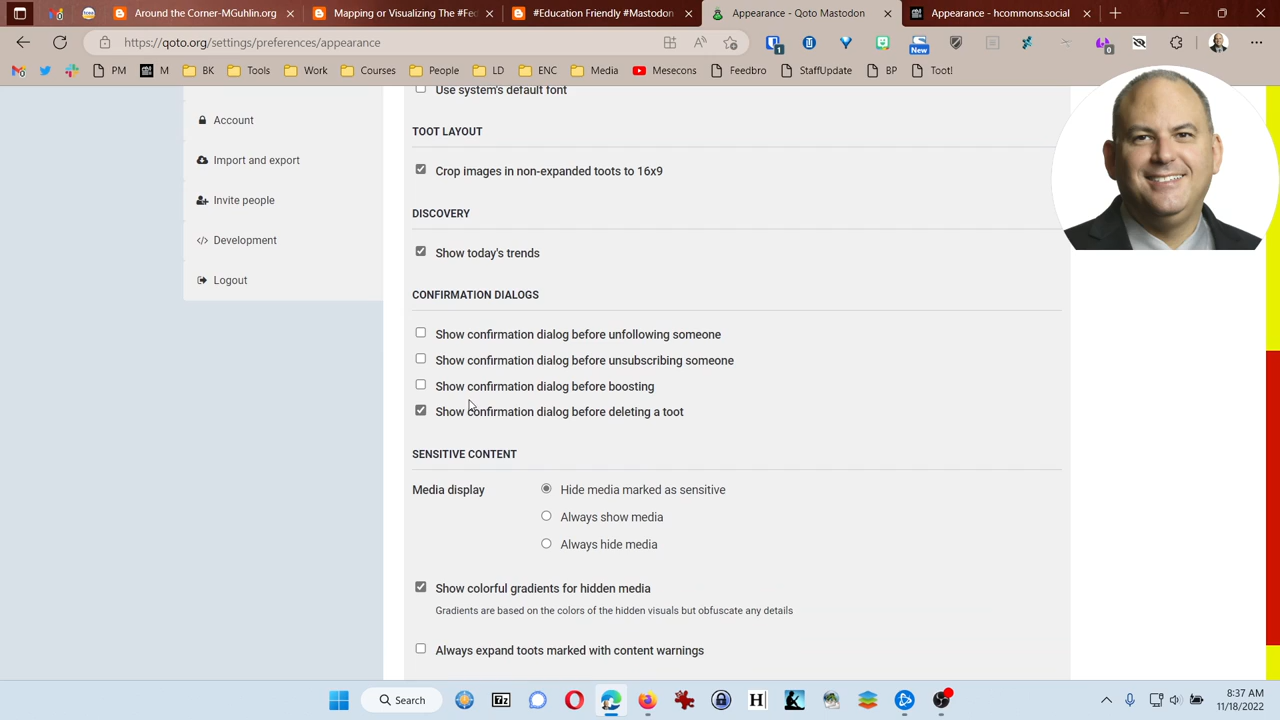 Around the Corner-MGuhlin.org
Mapping or Visualizing The #Fec
#Education Friendly #Mastodon
Appearance - Qoto Mastodon
Appearance - hcommons.social
https://qoto.org/settings/preferences/appearance
1
New
0
PM
M
BK
Tools
Work
Courses
People
LD
ENC
Media
Mesecons
Feedbro
StaffUpdate
BP
Toot!
Use system's default font
Account
TOOT LAYOUT
Import and export
Crop images in non-expanded toots to 16x9
Invite people
DISCOVERY
Development
Show today's trends
Logout
CONFIRMATION DIALOGS
Show confirmation dialog before unfollowing someone
Show confirmation dialog before unsubscribing someone
Show confirmation dialog before boosting
Show confirmation dialog before deleting a toot
SENSITIVE CONTENT
Media display
Hide media marked as sensitive
Always show media
Always hide media
Show colorful gradients for hidden media
Gradients are based on the colors of the hidden visuals but obfuscate any details
Always expand toots marked with content warnings
Search
7z
H
8:37 AM
11/18/2022